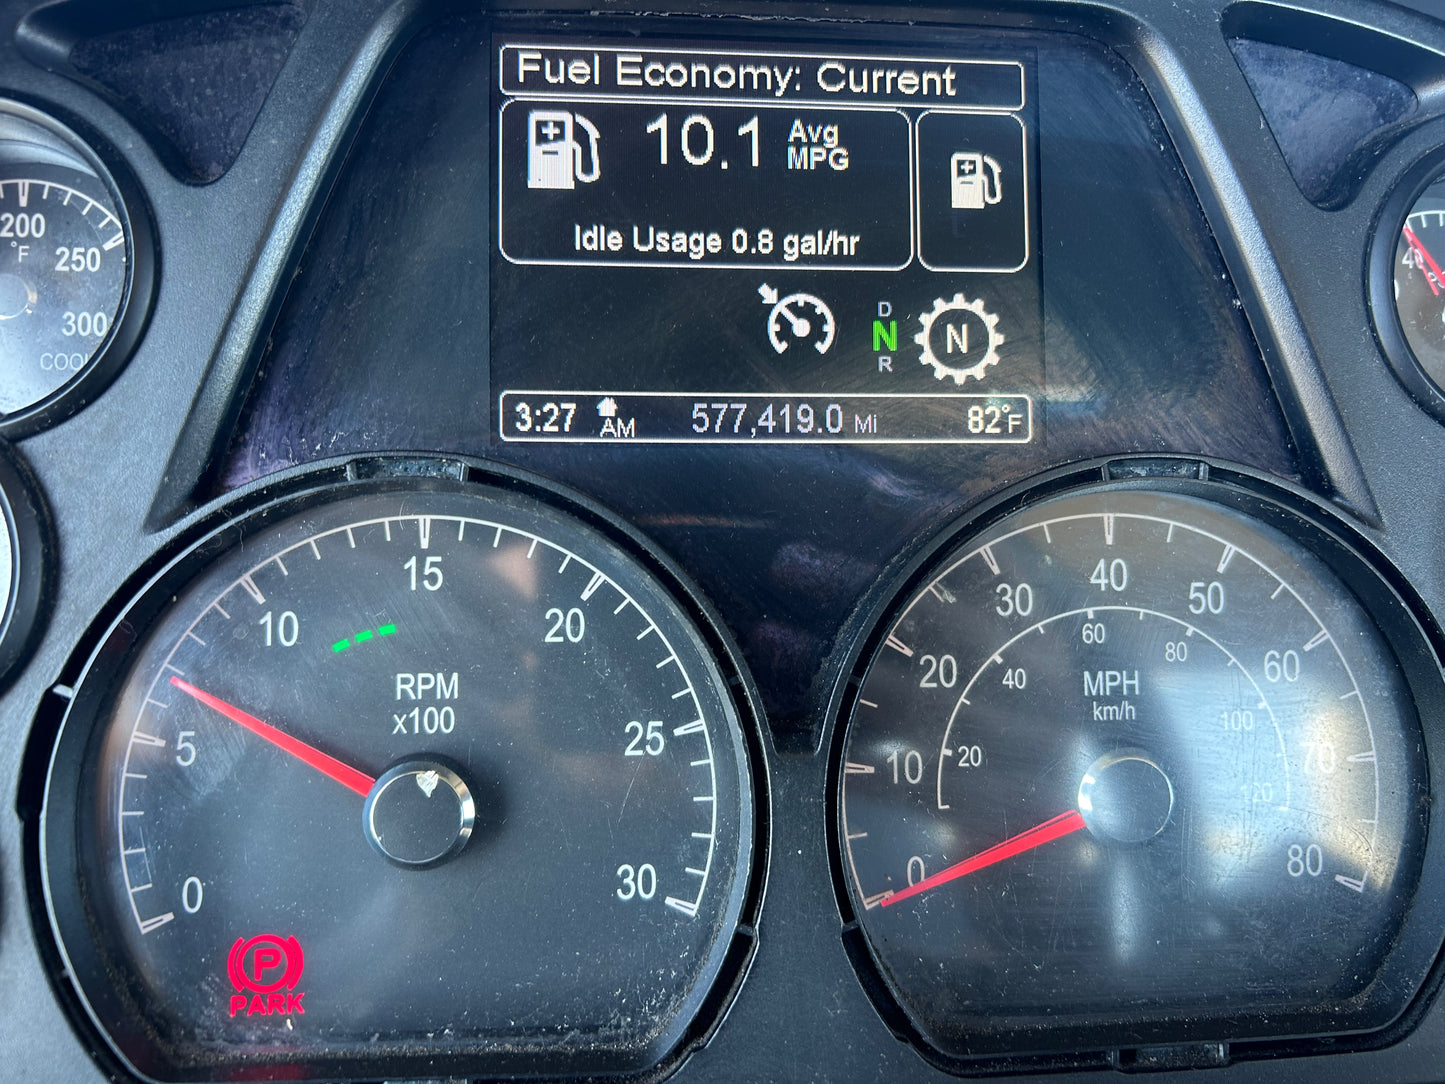 Fuel Economy: Current
10.1 Avg MPG
Idle Usage 0.8 gal/hr
D
N
R
N
3:27 AM 577,419.0 Mi 82°F
200
°F
250
300
40
0
5
10
15
20
25
30
RPM
x100
P
PARK
0
10
20
30
40
50
60
70
80
20
40
60
80
100
120
MPH
km/h